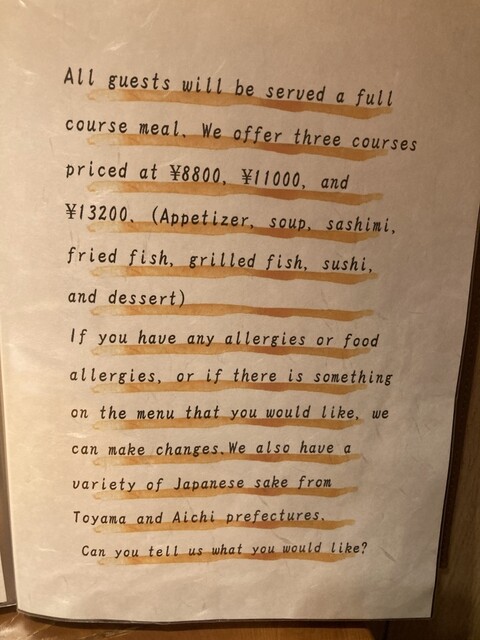 All guests will be served a full
course meal. We offer three courses
priced at ¥8800, ¥11000, and
¥13200. (Appetizer, soup, sashimi,
fried fish, grilled fish, sushi,
and dessert)
If you have any allergies or food
allergies, or if there is something
on the menu that you would like, we
can make changes.We also have a
variety of Japanese sake from
Toyama and Aichi prefectures.
Can you tell us what you would like?